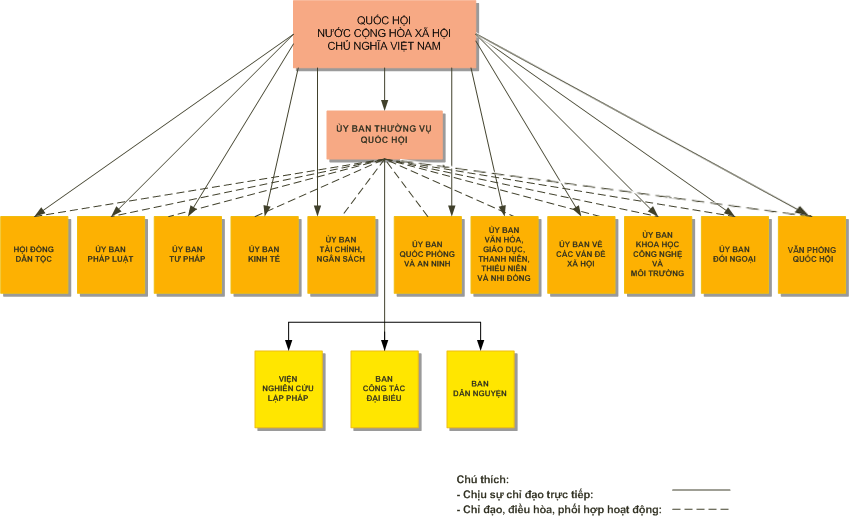 QUỐC HỘI
NƯỚC CỘNG HÒA XÃ HỘI
CHỦ NGHĨA VIỆT NAM
ỦY BAN THƯỜNG VỤ
QUỐC HỘI
HỘI ĐỒNG
DÂN TỘC
ỦY BAN
PHÁP LUẬT
ỦY BAN
TƯ PHÁP
ỦY BAN
KINH TẾ
ỦY BAN
TÀI CHÍNH,
NGÂN SÁCH
ỦY BAN
QUỐC PHÒNG
VÀ AN NINH
ỦY BAN
VĂN HÓA,
GIÁO DỤC,
THANH NIÊN,
THIẾU NIÊN
VÀ NHI ĐỒNG
ỦY BAN VỀ
CÁC VẤN ĐỀ
XÃ HỘI
ỦY BAN
KHOA HỌC
CÔNG NGHỆ
VÀ
MÔI TRƯỜNG
ỦY BAN
ĐỐI NGOẠI
VĂN PHÒNG
QUỐC HỘI
VIỆN
NGHIÊN CỨU
LẬP PHÁP
BAN
CÔNG TÁC
ĐẠI BIỂU
BAN
DÂN NGUYỆN
Chú thích:
- Chịu sự chỉ đạo trực tiếp:
- Chỉ đạo, điều hòa, phối hợp hoạt động: